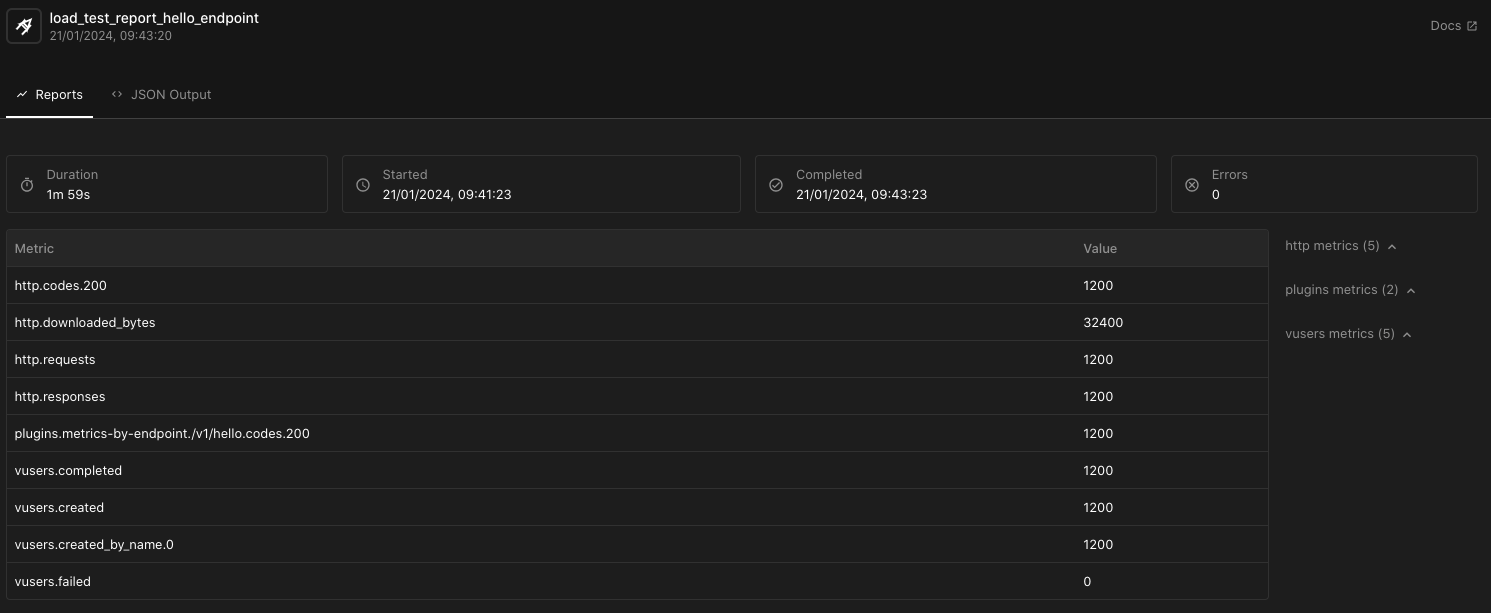 load_test_report_hello_endpoint
21/01/2024, 09:43:20
Docs
Reports
JSON Output
Duration
1m 59s
Started
21/01/2024, 09:41:23
Completed
21/01/2024, 09:43:23
Errors
0
Metric Value
http.codes.200 1200
http.downloaded_bytes 32400
http.requests 1200
http.responses 1200
plugins.metrics-by-endpoint./v1/hello.codes.200 1200
vusers.completed 1200
vusers.created 1200
vusers.created_by_name.0 1200
vusers.failed 0
http metrics (5)
plugins metrics (2)
vusers metrics (5)